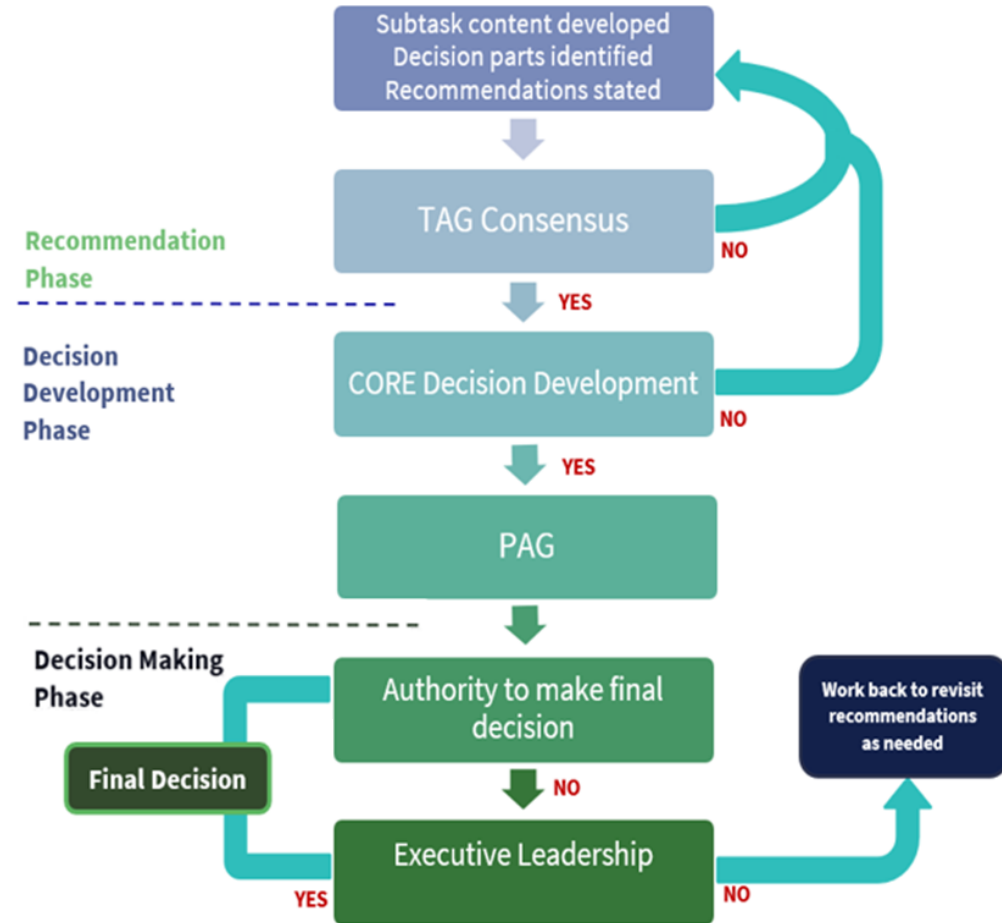 Subtask content developed
Decision parts identified
Recommendations stated
TAG Consensus
NO
Recommendation
Phase
YES
Decision
Development
Phase
CORE Decision Development
NO
YES
PAG
Decision Making
Phase
Authority to make final
decision
Work back to revisit
recommendations
as needed
Final Decision
NO
Executive Leadership
YES
NO